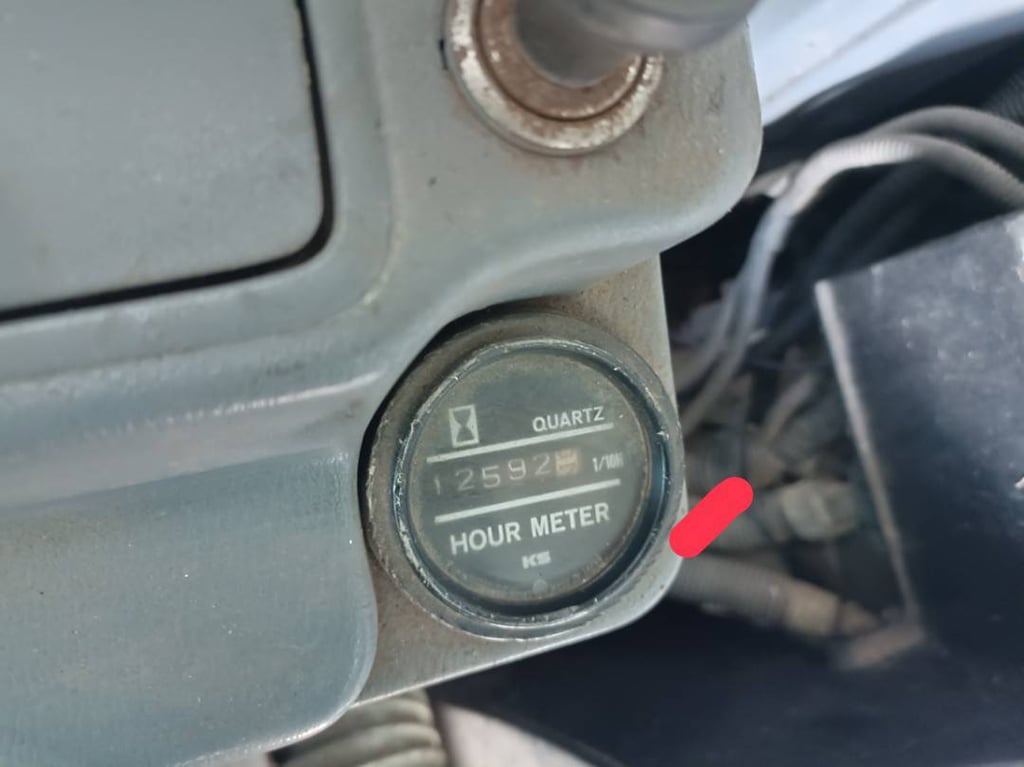 QUARTZ
12592 1/10H
HOUR METER
KS